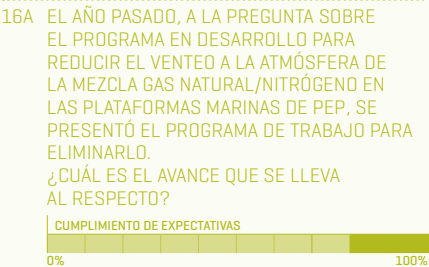 16A EL AÑO PASADO, A LA PREGUNTA SOBRE
EL PROGRAMA EN DESARROLLO PARA
REDUCIR EL VENTEO A LA ATMÓSFERA DE
LA MEZCLA GAS NATURAL/NITRÓGENO EN
LAS PLATAFORMAS MARINAS DE PEP, SE
PRESENTÓ EL PROGRAMA DE TRABAJO PARA
ELIMINARLO.
¿CUÁL ES EL AVANCE QUE SE LLEVA
AL RESPECTO?
CUMPLIMIENTO DE EXPECTATIVAS
0% 100%